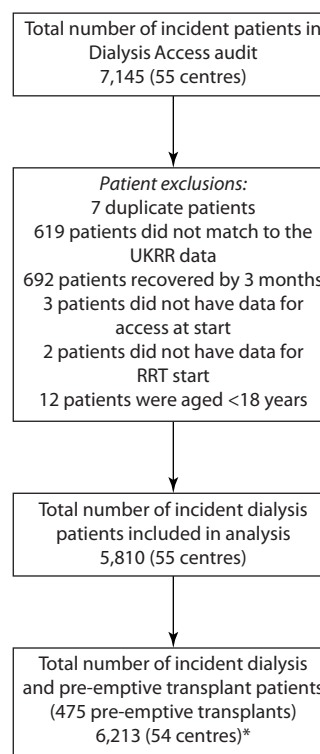 Total number of incident patients in
Dialysis Access audit
7,145 (55 centres)
Patient exclusions:
7 duplicate patients
619 patients did not match to the
UKRR data
692 patients recovered by 3 months
3 patients did not have data for
access at start
2 patients did not have data for
RRT start
12 patients were aged <18 years
Total number of incident dialysis
patients included in analysis
5,810 (55 centres)
Total number of incident dialysis
and pre-emptive transplant patients
(475 pre-emptive transplants)
6,213 (54 centres)*